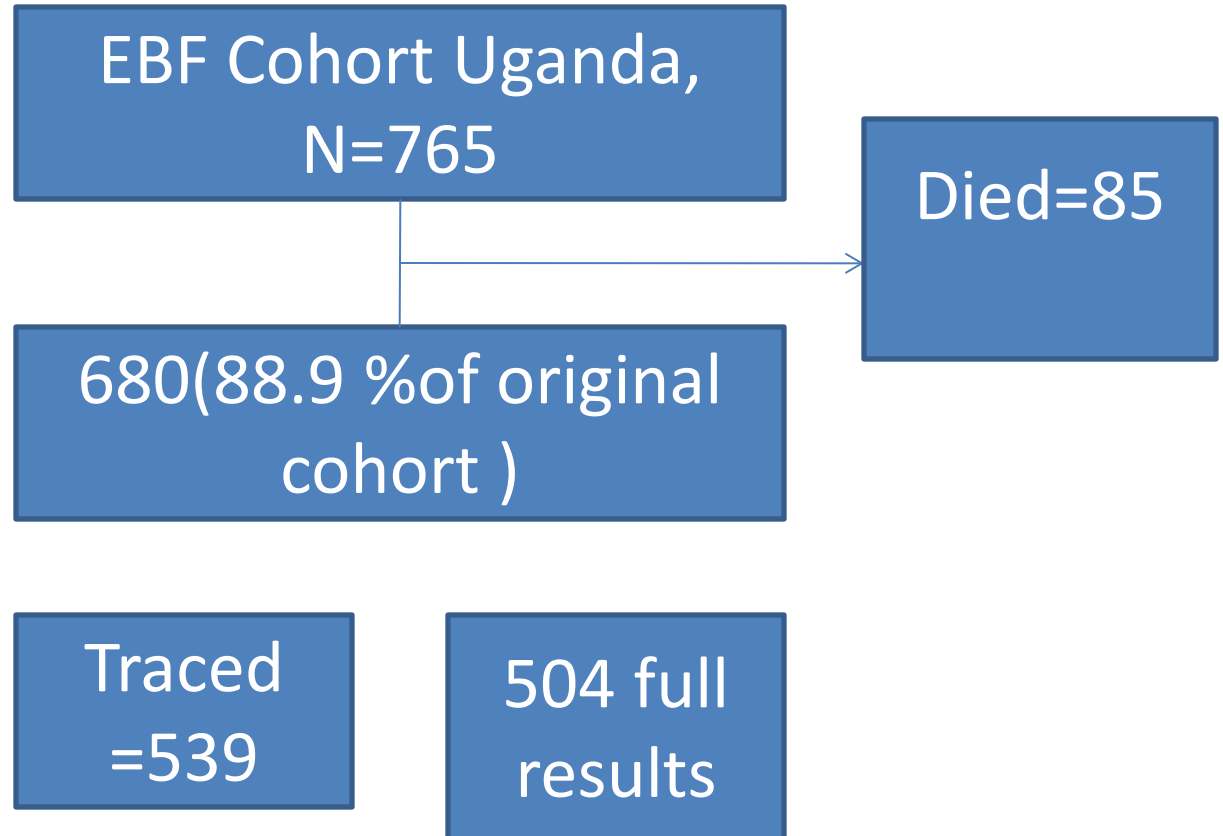 EBF Cohort Uganda,
N=765
Died=85
680(88.9 %of original
cohort )
Traced
=539
504 full
results